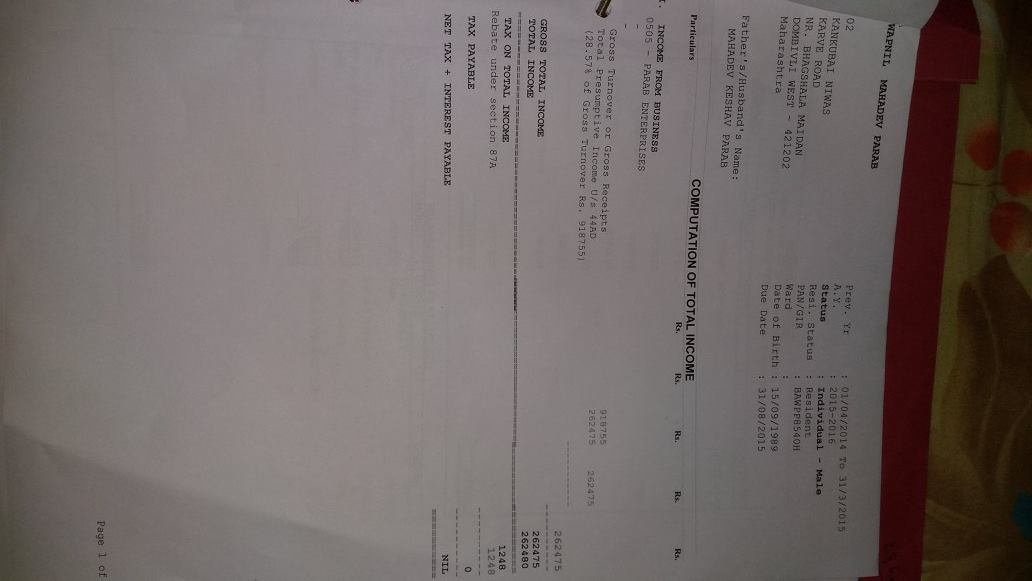 WAPNIL MAHADEV PARAB
02
KANKUBAI NIWAS
KARVE ROAD
NR. BHAGSHALA MAIDAN
DOMBIVLI WEST - 421202
Maharashtra
Prev. Yr : 01/04/2014 To 31/3/2015
A.Y. : 2015-2016
Status : Individual - Male
Resi. Status : Resident
PAN/GIR : BAWPP8540H
Ward :
Date of Birth : 15/09/1989
Due Date : 31/08/2015
Father's/Husband's Name:
MAHADEV KESHAV PARAB
COMPUTATION OF TOTAL INCOME
Particulars Rs. Rs. Rs. Rs. Rs.
I. INCOME FROM BUSINESS
0505 - PARAB ENTERPRISES
-
-
Gross Turnover or Gross Receipts 918755
Total Presumptive Income U/s 44AD 262475 262475
(28.57% of Gross Turnover Rs. 918755)
262475
GROSS TOTAL INCOME 262475
TOTAL INCOME 262480
TAX ON TOTAL INCOME 1248
Rebate under section 87A 1248
TAX PAYABLE 0
NET TAX + INTEREST PAYABLE NIL
Page 1 of